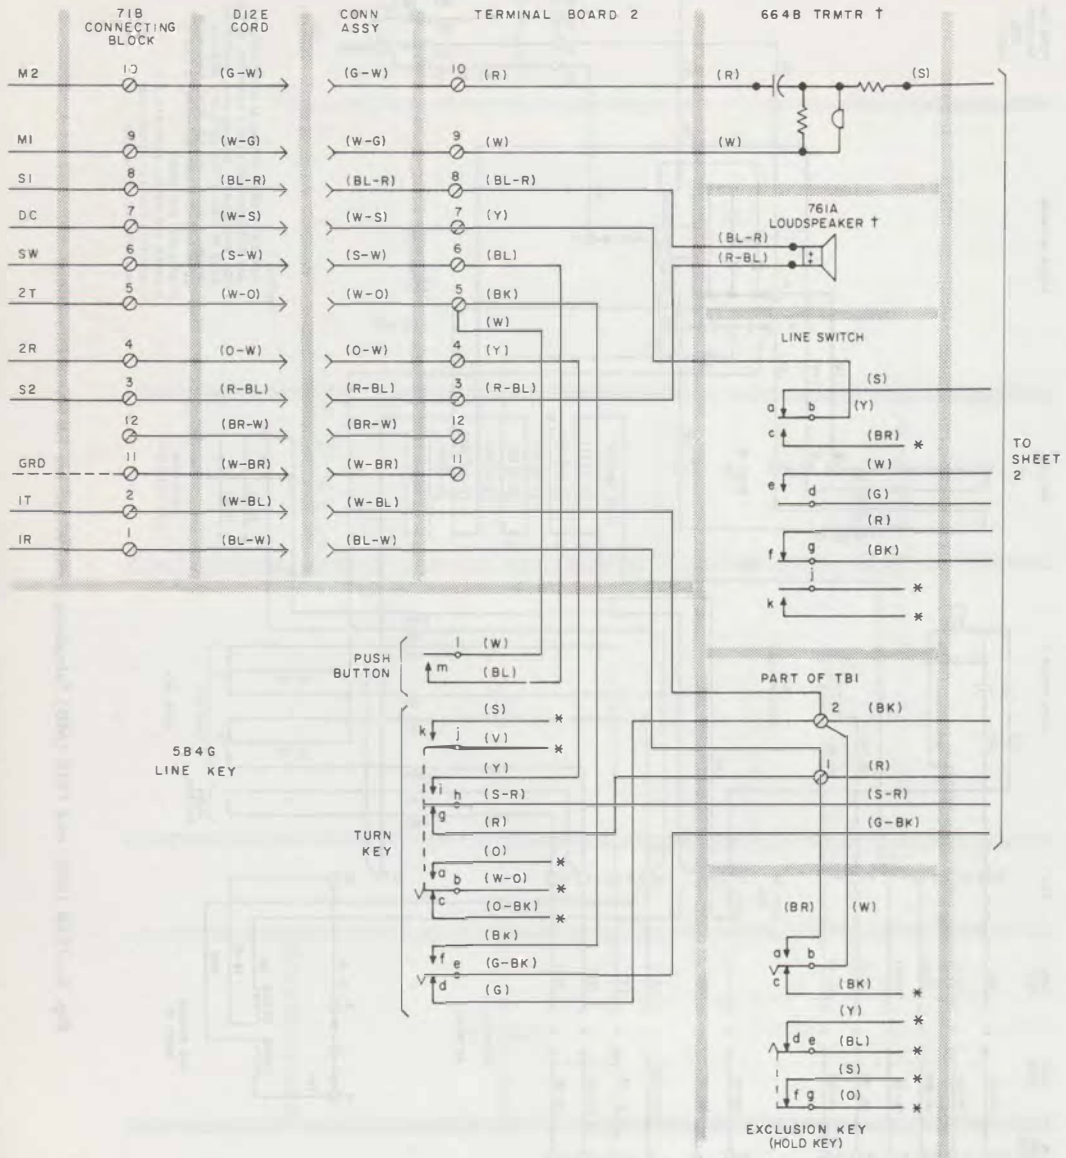 71B CONNECTING BLOCK
D12E CORD
CONN ASSY
TERMINAL BOARD 2
664B TRMTR †
M2 10 (G-W) (G-W) 10 (R) (R) (S)
M1 9 (W-G) (W-G) 9 (W) (W)
S1 8 (BL-R) (BL-R) 8 (BL-R)
DC 7 (W-S) (W-S) 7 (Y)
SW 6 (S-W) (S-W) 6 (BL)
2T 5 (W-O) (W-O) 5 (BK)
(W)
2R 4 (O-W) (O-W) 4 (Y)
S2 3 (R-BL) (R-BL) 3 (R-BL)
12 (BR-W) (BR-W) 12
GRD 11 (W-BR) (W-BR) 11
1T 2 (W-BL) (W-BL)
1R 1 (BL-W) (BL-W)
761A
LOUDSPEAKER †
(BL-R)
(R-BL)
LINE SWITCH
(S)
a b (Y)
c (BR) *
(W)
e d (G)
(R)
f g (BK)
j *
k *
TO
SHEET
2
PUSH
BUTTON
l (W)
m (BL)
5B4G
LINE KEY
TURN
KEY
(S) *
k j (V) *
(Y)
i h (S-R)
g (R)
(O) *
a b (W-O) *
c (O-BK) *
(BK)
f e (G-BK)
d (G)
PART OF TB1
2 (BK)
1 (R)
(S-R)
(G-BK)
(BR) (W)
a b
c (BK) *
(Y) *
d e (BL) *
(S) *
f g (O) *
EXCLUSION KEY
(HOLD KEY)